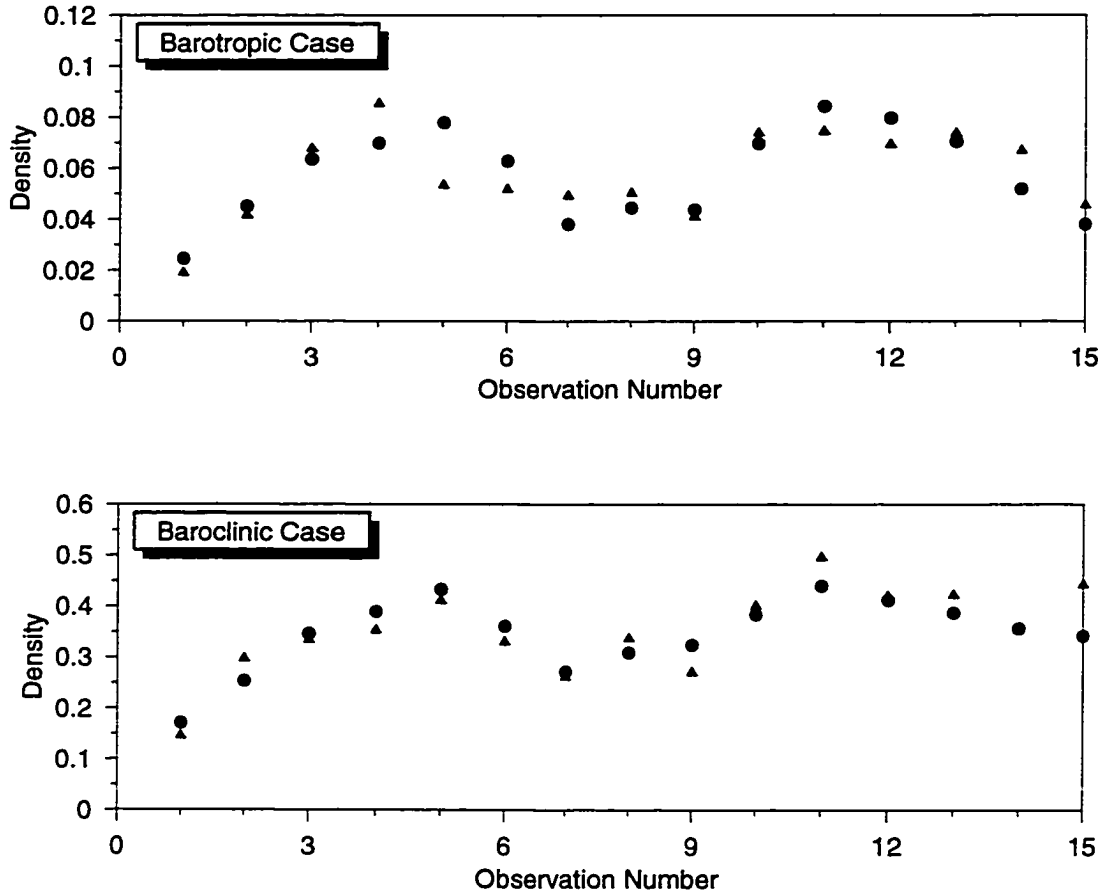 0.12
Barotropic Case
0.1
0.08
Density
0.06
0.04
0.02
0
0 3 6 9 12 15
Observation Number
0.6
Baroclinic Case
0.5
0.4
Density
0.3
0.2
0.1
0
0 3 6 9 12 15
Observation Number